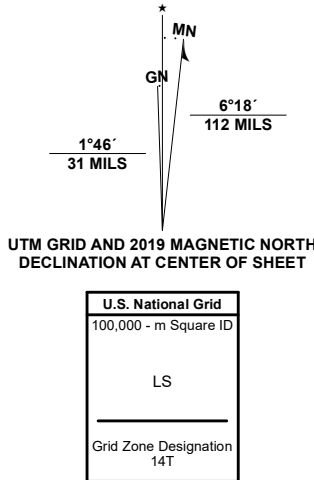 ★
MN
GN
6°18´
112 MILS
1°46´
31 MILS
UTM GRID AND 2019 MAGNETIC NORTH
DECLINATION AT CENTER OF SHEET
U.S. National Grid
100,000 - m Square ID
LS
Grid Zone Designation
14T